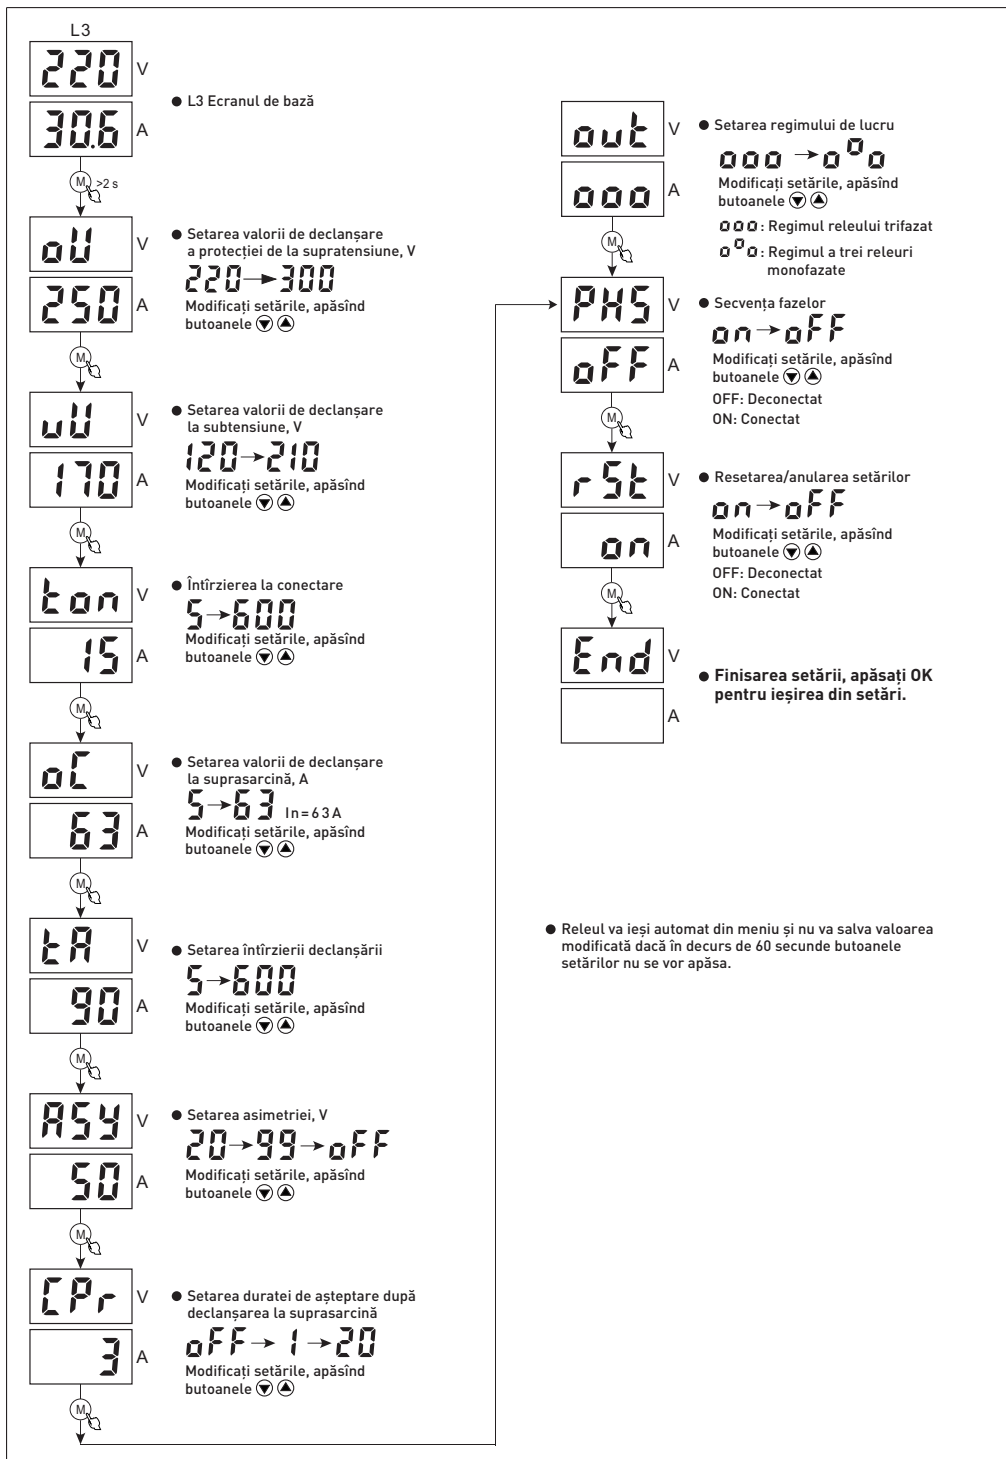 L3
220 V
30.6 A
● L3 Ecranul de bază
M >2 s
oU V
250 A
● Setarea valorii de declanșare
a protecției de la supratensiune, V
220→300
Modificați setările, apăsînd
butoanele ▼ ▲
M
uU V
170 A
● Setarea valorii de declanșare
la subtensiune, V
120→210
Modificați setările, apăsînd
butoanele ▼ ▲
M
ton V
15 A
● Întîrzierea la conectare
5→600
Modificați setările, apăsînd
butoanele ▼ ▲
M
oC V
63 A
● Setarea valorii de declanșare
la suprasarcină, A
5→63 In=63A
Modificați setările, apăsînd
butoanele ▼ ▲
M
tA V
90 A
● Setarea întîrzierii declanșării
5→600
Modificați setările, apăsînd
butoanele ▼ ▲
M
ASY V
50 A
● Setarea asimetriei, V
20→99→oFF
Modificați setările, apăsînd
butoanele ▼ ▲
M
CPr V
3 A
● Setarea duratei de așteptare după
declanșarea la suprasarcină
oFF→1→20
Modificați setările, apăsînd
butoanele ▼ ▲
M
out V
ooo A
● Setarea regimului de lucru
ooo→oºo
Modificați setările, apăsînd
butoanele ▼ ▲
ooo: Regimul releului trifazat
oºo: Regimul a trei releuri
monofazate
M
PHS V
oFF A
● Secvența fazelor
on→oFF
Modificați setările, apăsînd
butoanele ▼ ▲
OFF: Deconectat
ON: Conectat
M
rSt V
on A
● Resetarea/anularea setărilor
on→oFF
Modificați setările, apăsînd
butoanele ▼ ▲
OFF: Deconectat
ON: Conectat
M
End V
A
● Finisarea setării, apăsați OK
pentru ieșirea din setări.
● Releul va ieși automat din meniu și nu va salva valoarea
modificată dacă în decurs de 60 secunde butoanele
setărilor nu se vor apăsa.